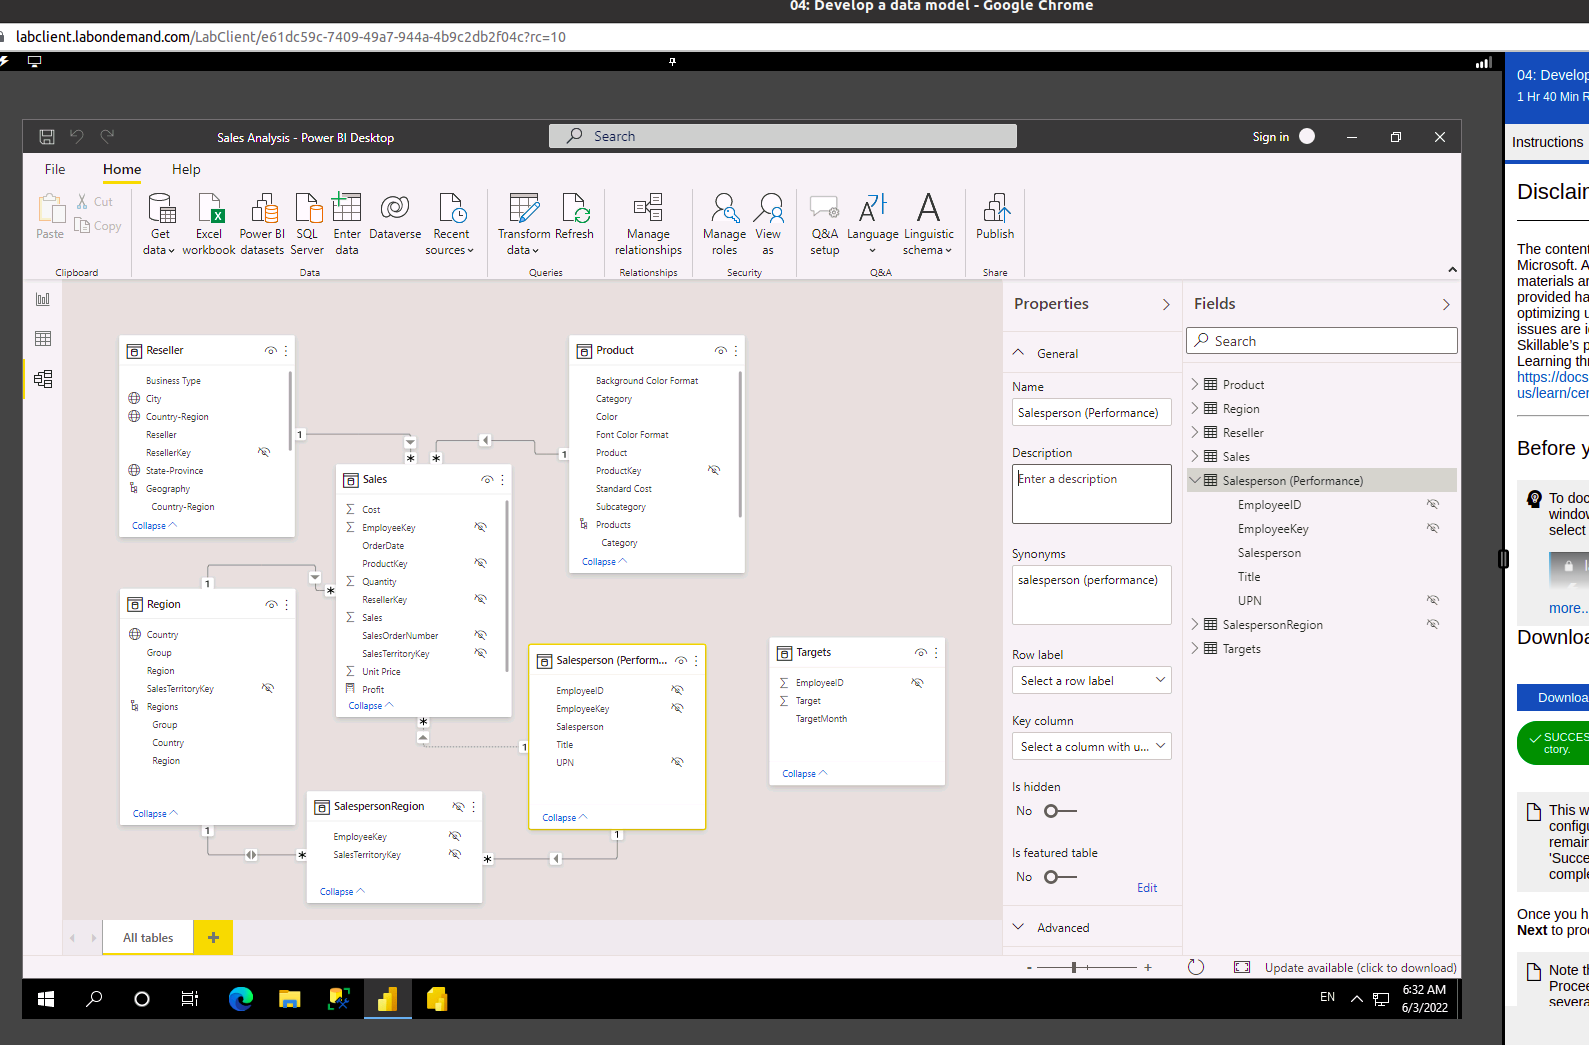 04: Develop a data model - Google Chrome
labclient.labondemand.com/LabClient/e61dc59c-7409-49a7-944a-4b9c2db2f04c?rc=10
Sales Analysis - Power BI Desktop
Search
Sign in
File
Home
Help
Paste
Cut
Copy
Clipboard
Get data
Excel workbook
Power BI datasets
SQL Server
Enter data
Dataverse
Recent sources
Data
Transform data
Refresh
Queries
Manage relationships
Relationships
Manage roles
View as
Security
Q&A setup
Language
Linguistic schema
Q&A
Publish
Share
Reseller
Business Type
City
Country-Region
Reseller
ResellerKey
State-Province
Geography
Country-Region
Collapse
1
*
Product
Background Color Format
Category
Color
Font Color Format
Product
ProductKey
Standard Cost
Subcategory
Products
Category
Collapse
1
*
Sales
Cost
EmployeeKey
OrderDate
ProductKey
Quantity
ResellerKey
Sales
SalesOrderNumber
SalesTerritoryKey
Unit Price
Profit
Collapse
1
*
Region
Country
Group
Region
SalesTerritoryKey
Regions
Group
Country
Region
Collapse
*
1
Salesperson (Perform...
EmployeeID
EmployeeKey
Salesperson
Title
UPN
Collapse
Targets
EmployeeID
Target
TargetMonth
Collapse
1
*
SalespersonRegion
EmployeeKey
SalesTerritoryKey
Collapse
*
1
All tables
+
Properties
General
Name
Salesperson (Performance)
Description
Enter a description
Synonyms
salesperson (performance)
Row label
Select a row label
Key column
Select a column with u...
Is hidden
No
Is featured table
No
Edit
Advanced
Fields
Search
Product
Region
Reseller
Sales
Salesperson (Performance)
EmployeeID
EmployeeKey
Salesperson
Title
UPN
SalespersonRegion
Targets
- +
Update available (click to download)
EN
6:32 AM
6/3/2022
04: Develop
1 Hr 40 Min R
Instructions
Disclaim
The content
Microsoft. A
materials ar
provided ha
optimizing u
issues are i
Skillable's p
Learning thr
https://docs
us/learn/cer
Before y
To doc
window
select
more..
Downloa
Downloa
SUCCES
ctory.
This w
configu
remain
'Succe
comple
Once you h
Next to proc
Note th
Procee
severa